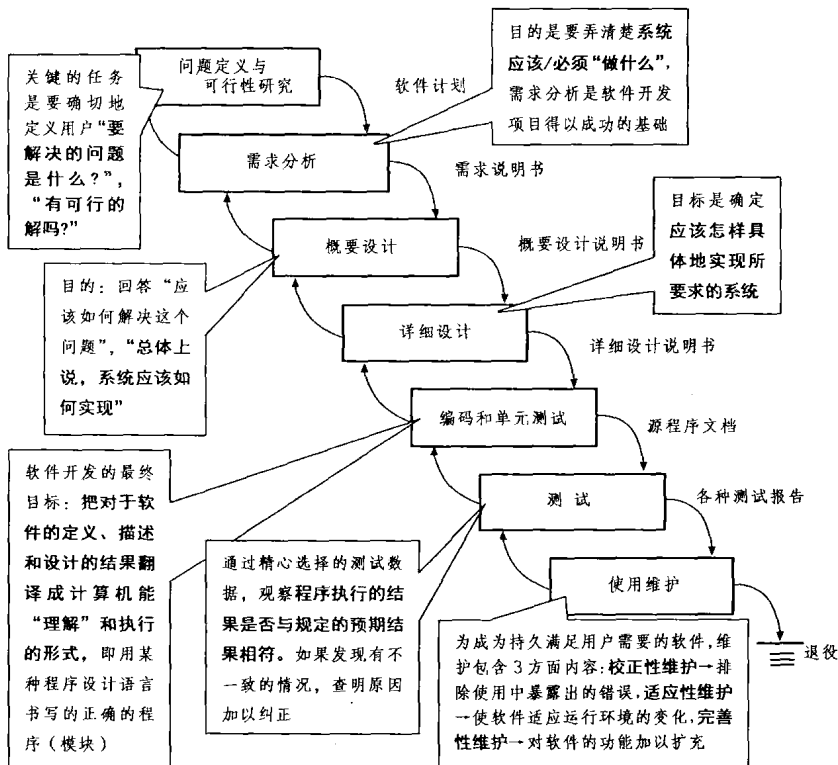 问题定义与
可行性研究
关键的任务
是要确切地
定义用户“要
解决的问题
是什么?”,
“有可行的
解吗?”
软件计划
目的是要弄清楚系统
应该/必须“做什么”,
需求分析是软件开发
项目得以成功的基础
需求分析
需求说明书
概要设计
概要设计说明书
目标是确定
应该怎样具
体地实现所
要求的系统
目的: 回答“应
该如何解决这个
问题”,“总体上
说, 系统应该如
何实现”
详细设计
详细设计说明书
编码和单元测试
源程序文档
软件开发的最终
目标: 把对于软
件的定义、描述
和设计的结果翻
译成计算机能
“理解”和执行
的形式, 即用某
种程序设计语言
书写的正确的程
序(模块)
测试
各种测试报告
通过精心选择的测试数
据, 观察程序执行的结
果是否与规定的预期结
果相符。如果发现有不
一致的情况, 查明原因
加以纠正
使用维护
退役
为成为持久满足用户需要的软件,维
护包含3方面内容:校正性维护→排
除使用中暴露出的错误,适应性维护
→使软件适应运行环境的变化,完善
性维护→对软件的功能加以扩充